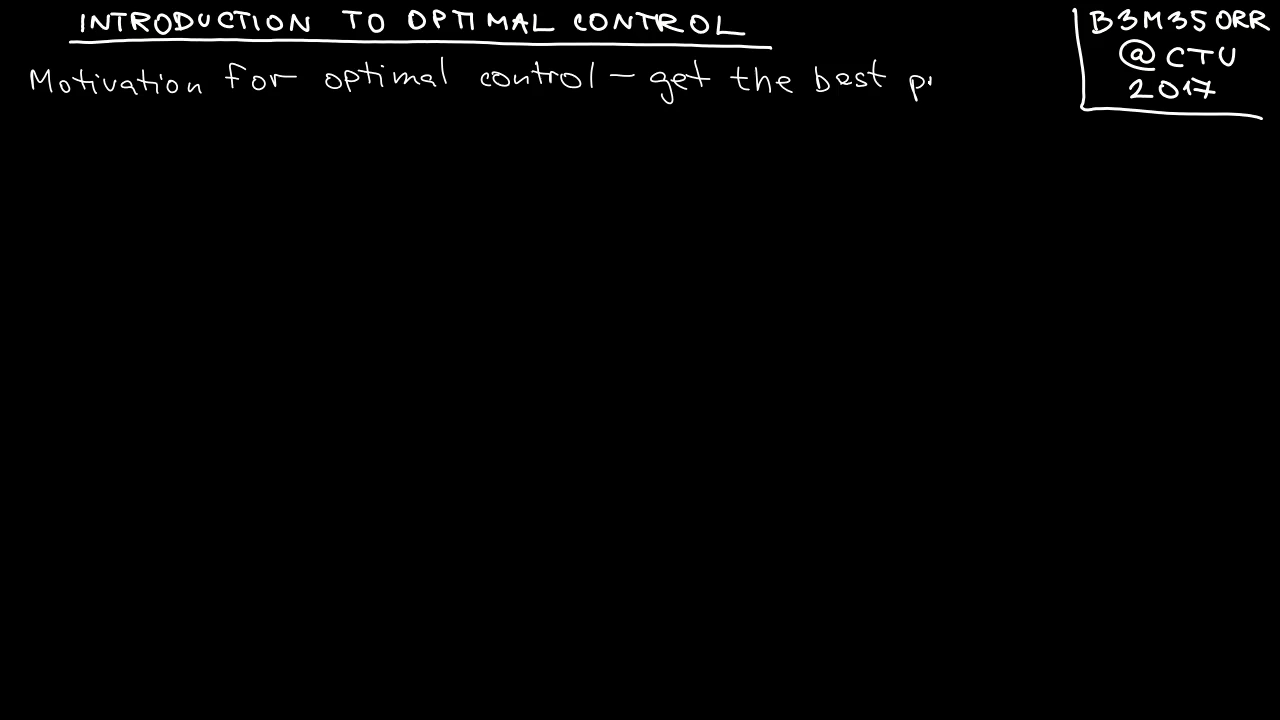 INTRODUCTION TO OPTIMAL CONTROL
Motivation for optimal control – get the best
B3M35ORR
@ CTU
2017